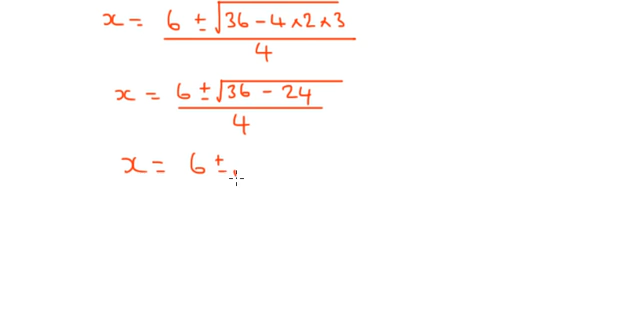 x = 6 ± √36 - 4 × 2 × 3 / 4
x = 6 ± √36 - 24 / 4
x = 6 ±